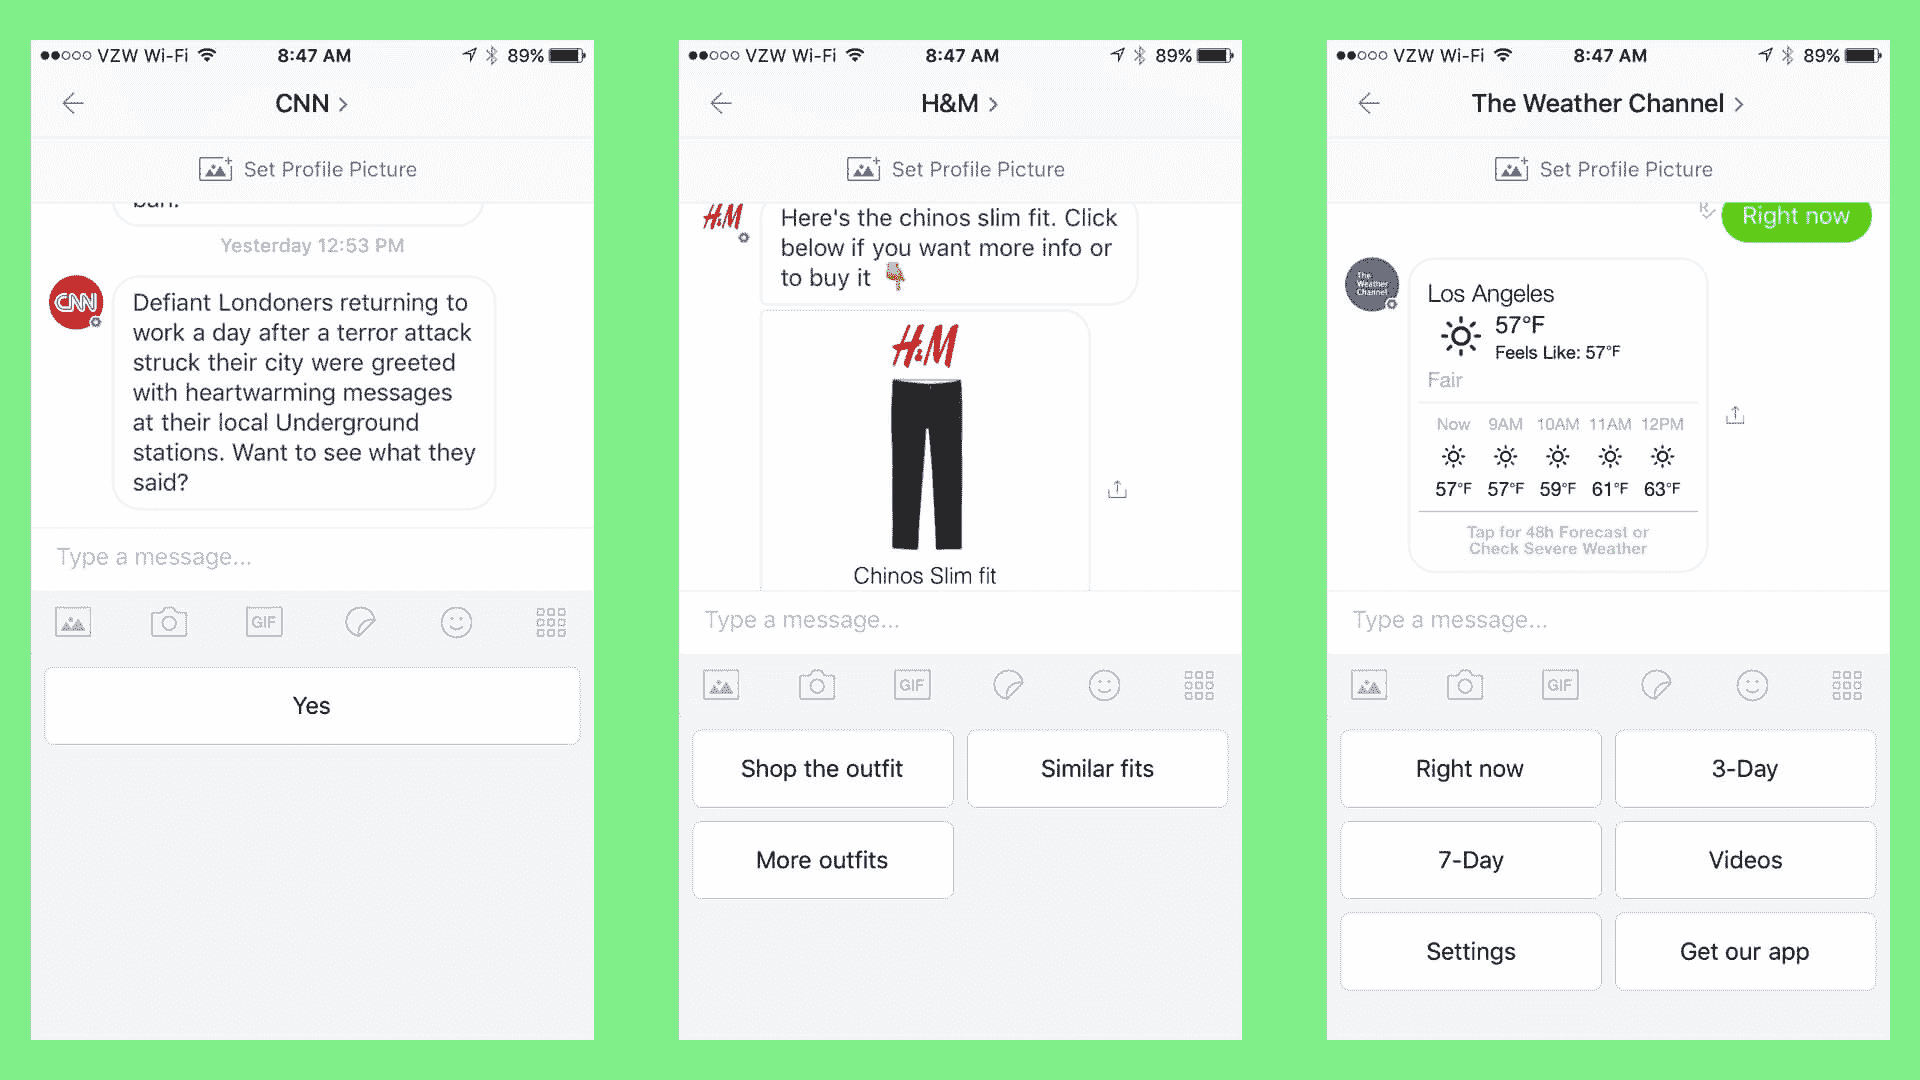 VZW Wi-Fi 8:47 AM 89%
CNN
Set Profile Picture
Yesterday 12:53 PM
CNN
Defiant Londoners returning to
work a day after a terror attack
struck their city were greeted
with heartwarming messages
at their local Underground
stations. Want to see what they
said?
Type a message...
GIF
Yes
VZW Wi-Fi 8:47 AM 89%
H&M
Set Profile Picture
H&M
Here's the chinos slim fit. Click
below if you want more info or
to buy it
H&M
Chinos Slim fit
Type a message...
GIF
Shop the outfit
Similar fits
More outfits
VZW Wi-Fi 8:47 AM 89%
The Weather Channel
Set Profile Picture
Right now
The
Weather
Channel
Los Angeles
57°F
Feels Like: 57°F
Fair
Now 9AM 10AM 11AM 12PM
57°F 57°F 59°F 61°F 63°F
Tap for 48h Forecast or
Check Severe Weather
Type a message...
GIF
Right now
3-Day
7-Day
Videos
Settings
Get our app